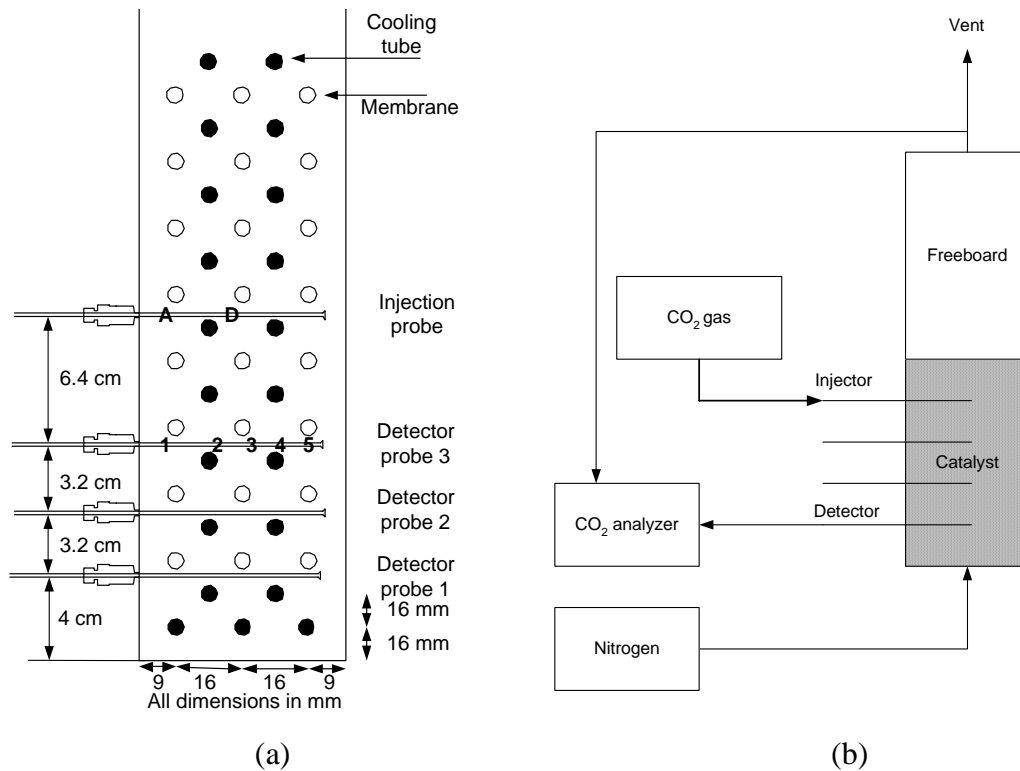 Cooling
tube
Membrane
A
D
Injection
probe
6.4 cm
1
2
3
4
5
Detector
probe 3
3.2 cm
Detector
probe 2
3.2 cm
Detector
probe 1
4 cm
16 mm
16 mm
9
16
16
9
All dimensions in mm
(a)
Vent
Freeboard
CO2 gas
Injector
Catalyst
CO2 analyzer
Detector
Nitrogen
(b)